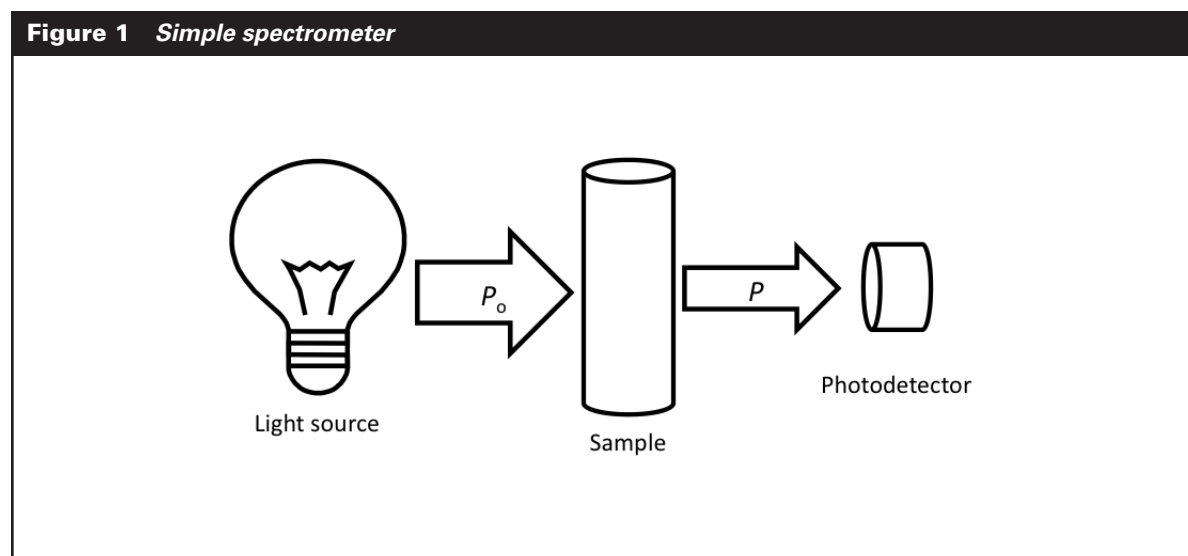 Figure 1 Simple spectrometer
Po
P
Photodetector
Light source
Sample